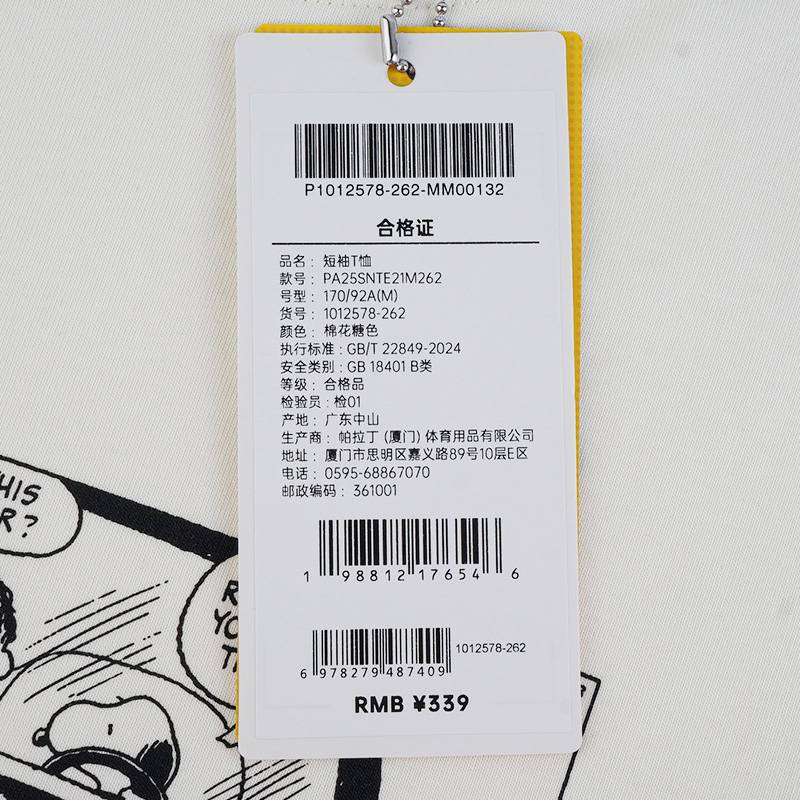 P1012578-262-MM00132
合格证
品名： 短袖T恤
款号： PA25SNTE21M262
号型： 170/92A(M)
货号： 1012578-262
颜色： 棉花糖色
执行标准 : GB/T 22849-2024
安全类别 : GB 18401 B类
等级： 合格品
检验员 : 检01
产地： 广东中山
生产商： 帕拉丁 (厦门) 体育用品有限公司
地址： 厦门市思明区嘉义路89号10层E区
电话： 0595-68867070
邮政编码： 361001
HIS
R?
1 98812 17654 6
6 978279 487409
1012578-262
RMB ¥339